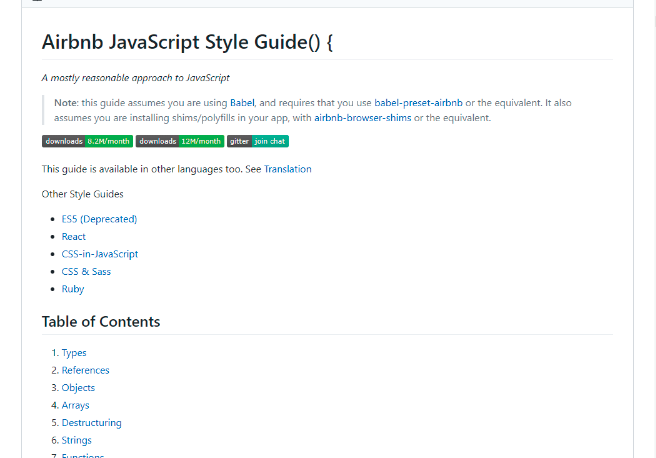 Airbnb JavaScript Style Guide() {
A mostly reasonable approach to JavaScript
Note: this guide assumes you are using Babel, and requires that you use babel-preset-airbnb or the equivalent. It also
assumes you are installing shims/polyfills in your app, with airbnb-browser-shims or the equivalent.
downloads 8.2M/month downloads 12M/month gitter join chat
This guide is available in other languages too. See Translation
Other Style Guides
• ES5 (Deprecated)
• React
• CSS-in-JavaScript
• CSS & Sass
• Ruby
Table of Contents
1. Types
2. References
3. Objects
4. Arrays
5. Destructuring
6. Strings
7. Functions